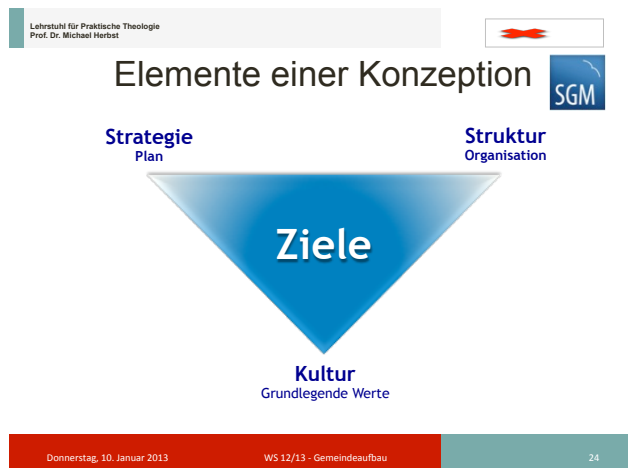 Lehrstuhl für Praktische Theologie
Prof. Dr. Michael Herbst
Elemente einer Konzeption
SGM
Strategie
Plan
Struktur
Organisation
Ziele
Kultur
Grundlegende Werte
Donnerstag, 10. Januar 2013
WS 12/13 - Gemeindeaufbau
24